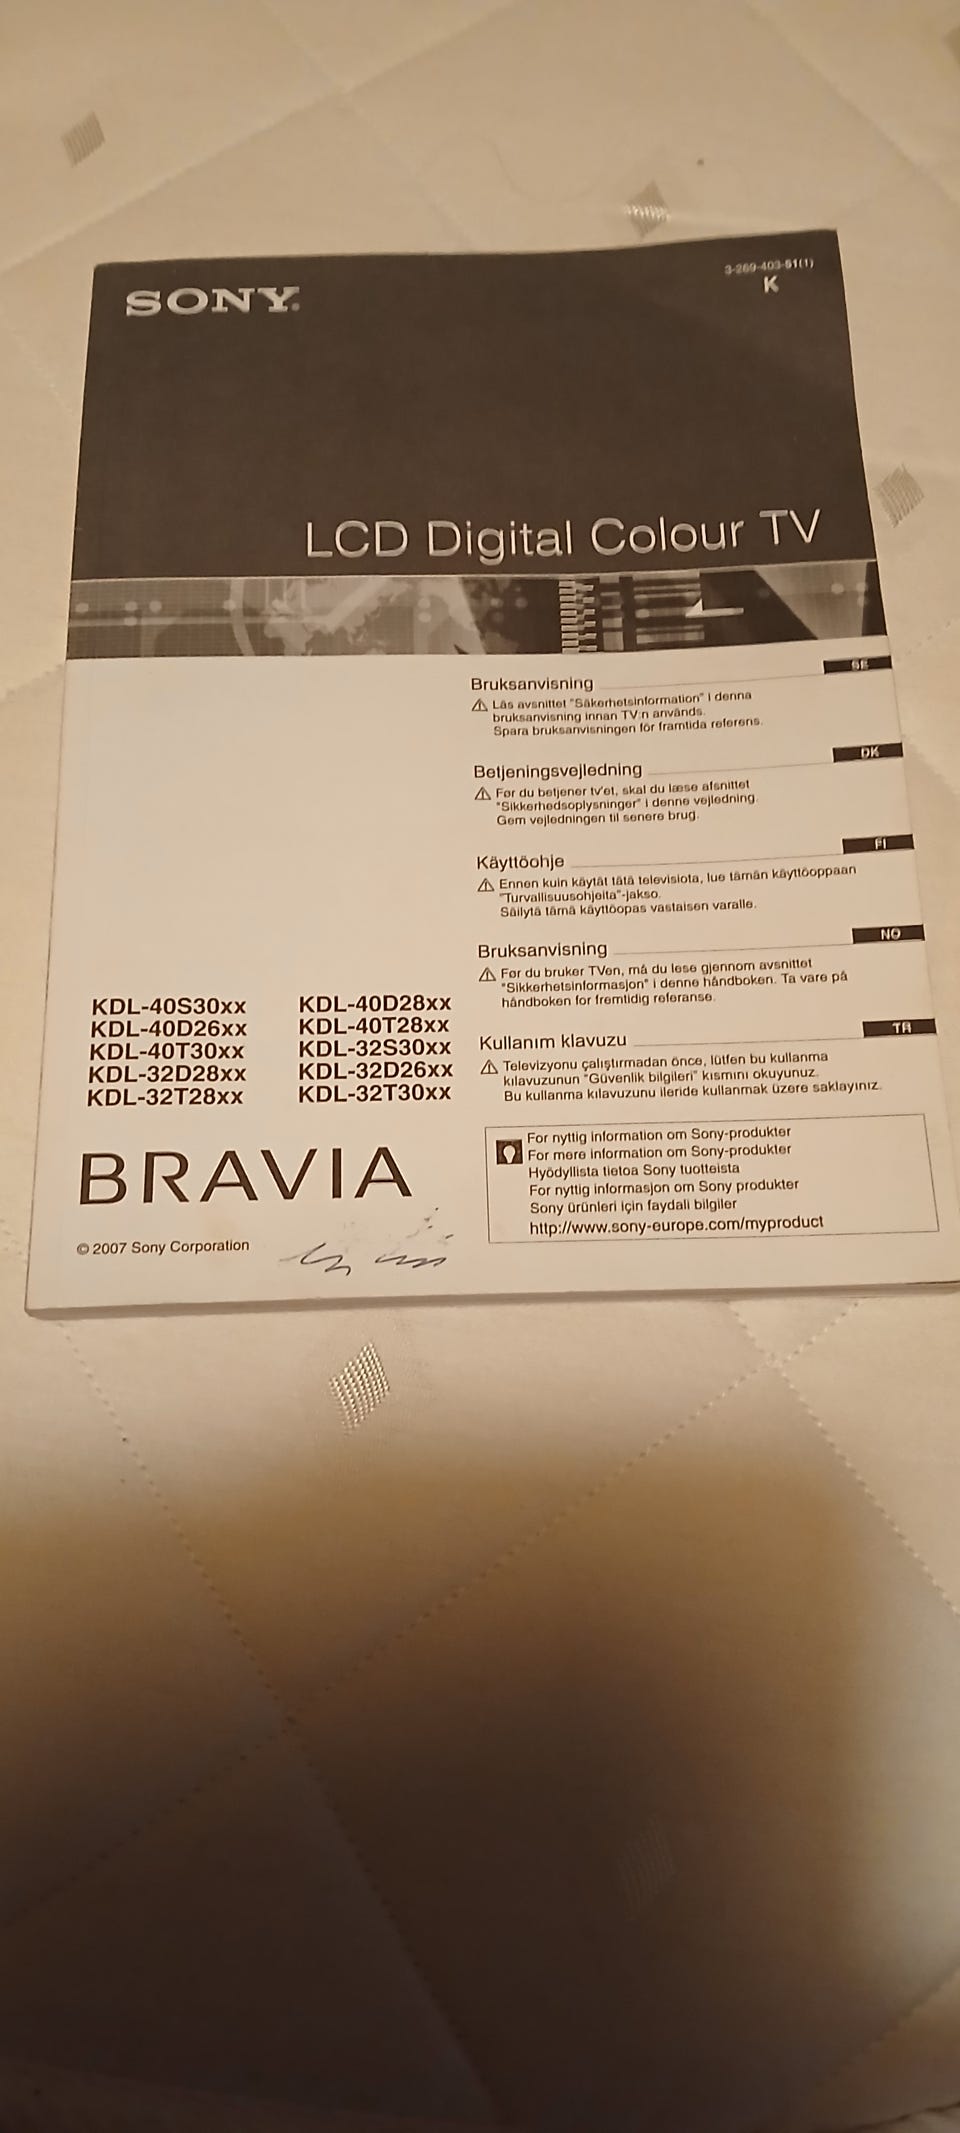 SONY®
3-269-403-51(1)
K
LCD Digital Colour TV
SE
Bruksanvisning
Läs avsnittet "Säkerhetsinformation" i denna
bruksanvisning innan TV:n används.
Spara bruksanvisningen för framtida referens.
DK
Betjeningsvejledning
Før du betjener tv'et, skal du læse afsnittet
"Sikkerhedsoplysninger" i denne vejledning.
Gem vejledningen til senere brug.
FI
Käyttöohje
Ennen kuin käytät tätä televisiota, lue tämän käyttöoppaan
"Turvallisuusohjeita"-jakso.
Säilytä tämä käyttöopas vastaisen varalle.
NO
Bruksanvisning
Før du bruker TVen, må du lese gjennom avsnittet
"Sikkerhetsinformasjon" i denne håndboken. Ta vare på
håndboken for fremtidig referanse.
TR
Kullanım klavuzu
Televizyonu çalıştırmadan önce, lütfen bu kullanma
kılavuzunun "Güvenlik bilgileri" kısmını okuyunuz.
Bu kullanma kılavuzunu ileride kullanmak üzere saklayınız.
KDL-40S30xx KDL-40D28xx
KDL-40D26xx KDL-40T28xx
KDL-40T30xx KDL-32S30xx
KDL-32D28xx KDL-32D26xx
KDL-32T28xx KDL-32T30xx
BRAVIA
© 2007 Sony Corporation
For nyttig information om Sony-produkter
For mere information om Sony-produkter
Hyödyllista tietoa Sony tuotteista
For nyttig informasjon om Sony produkter
Sony ürünleri için faydali bilgiler
http://www.sony-europe.com/myproduct